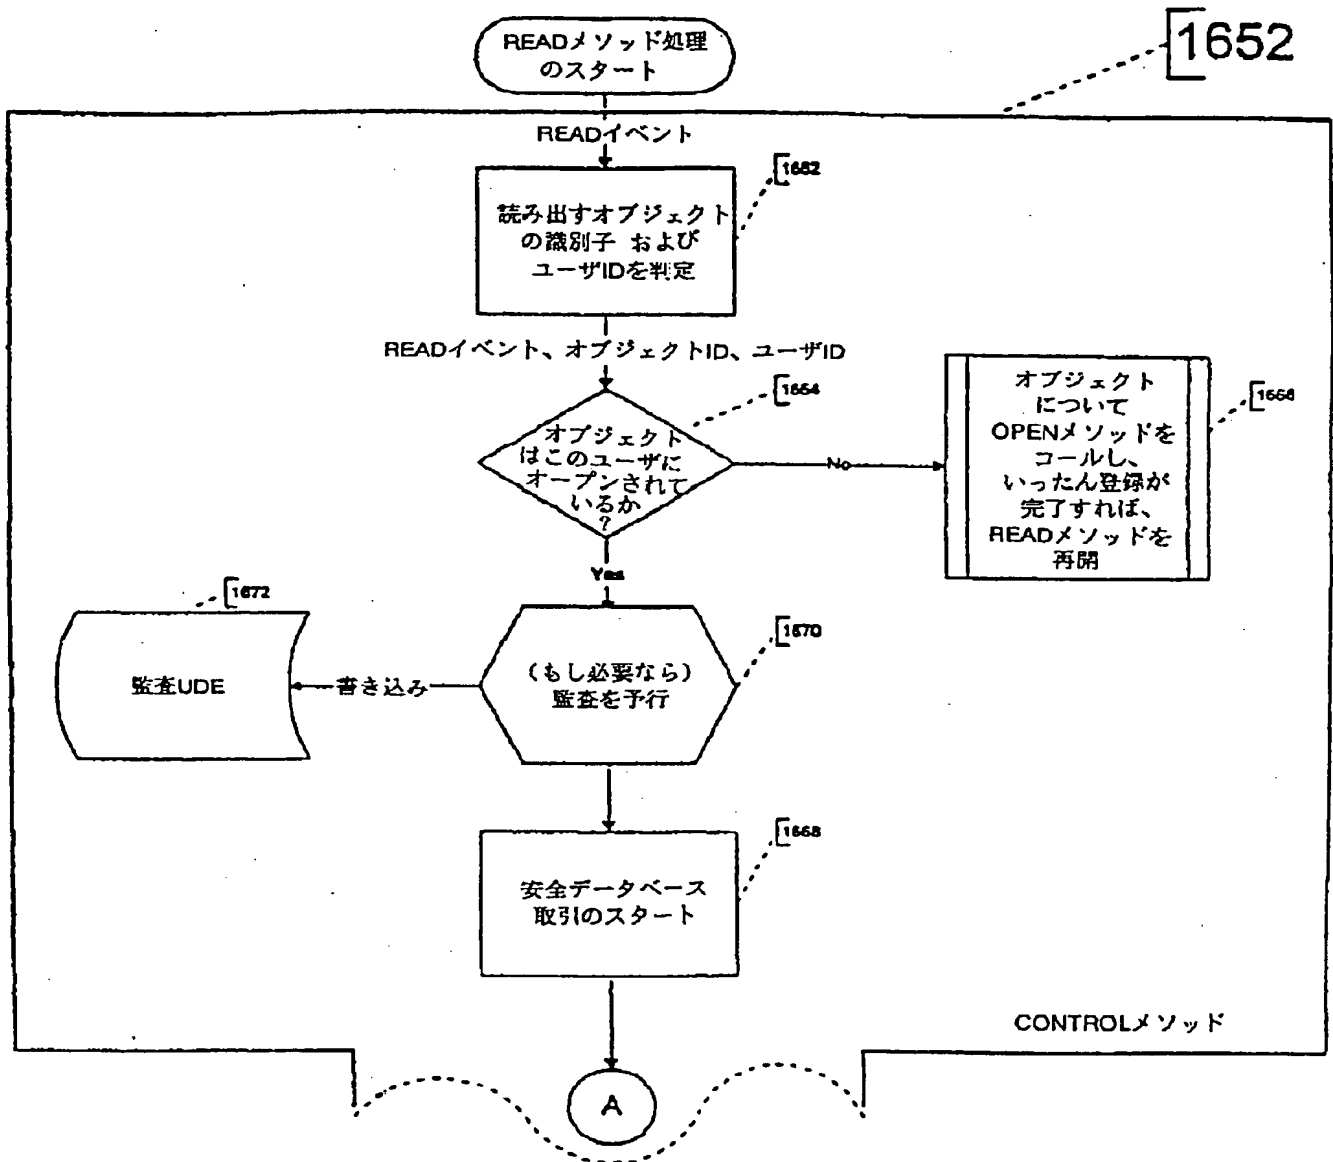 READメソッド処理
のスタート
1652
READイベント
1662
読み出すオブジェクト
の識別子 および
ユーザIDを判定
READイベント、オブジェクトID、ユーザID
1664
オブジェクト
はこのユーザに
オープンされて
いるか
?
No
オブジェクト
について
OPENメソッドを
コールし、
いったん登録が
完了すれば、
READメソッドを
再開
1666
Yes
1672
監査UDE
書き込み
1670
(もし必要なら)
監査を予行
1668
安全データベース
取引のスタート
CONTROLメソッド
A